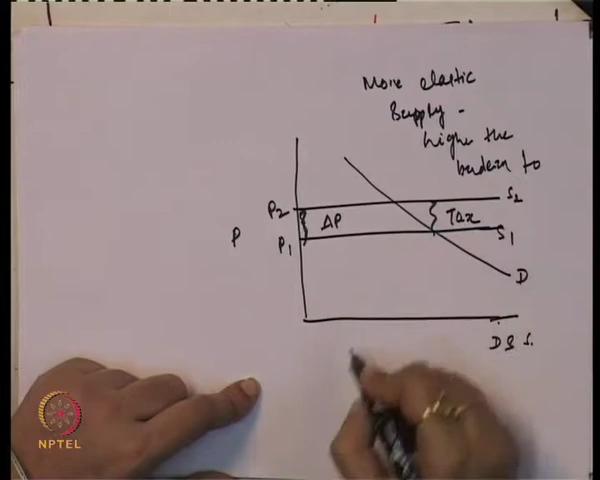 More elastic
Supply -
higher the
burden to
S2
P2
ΔP
Tax
P
P1
S1
D
D & S.
NPTEL